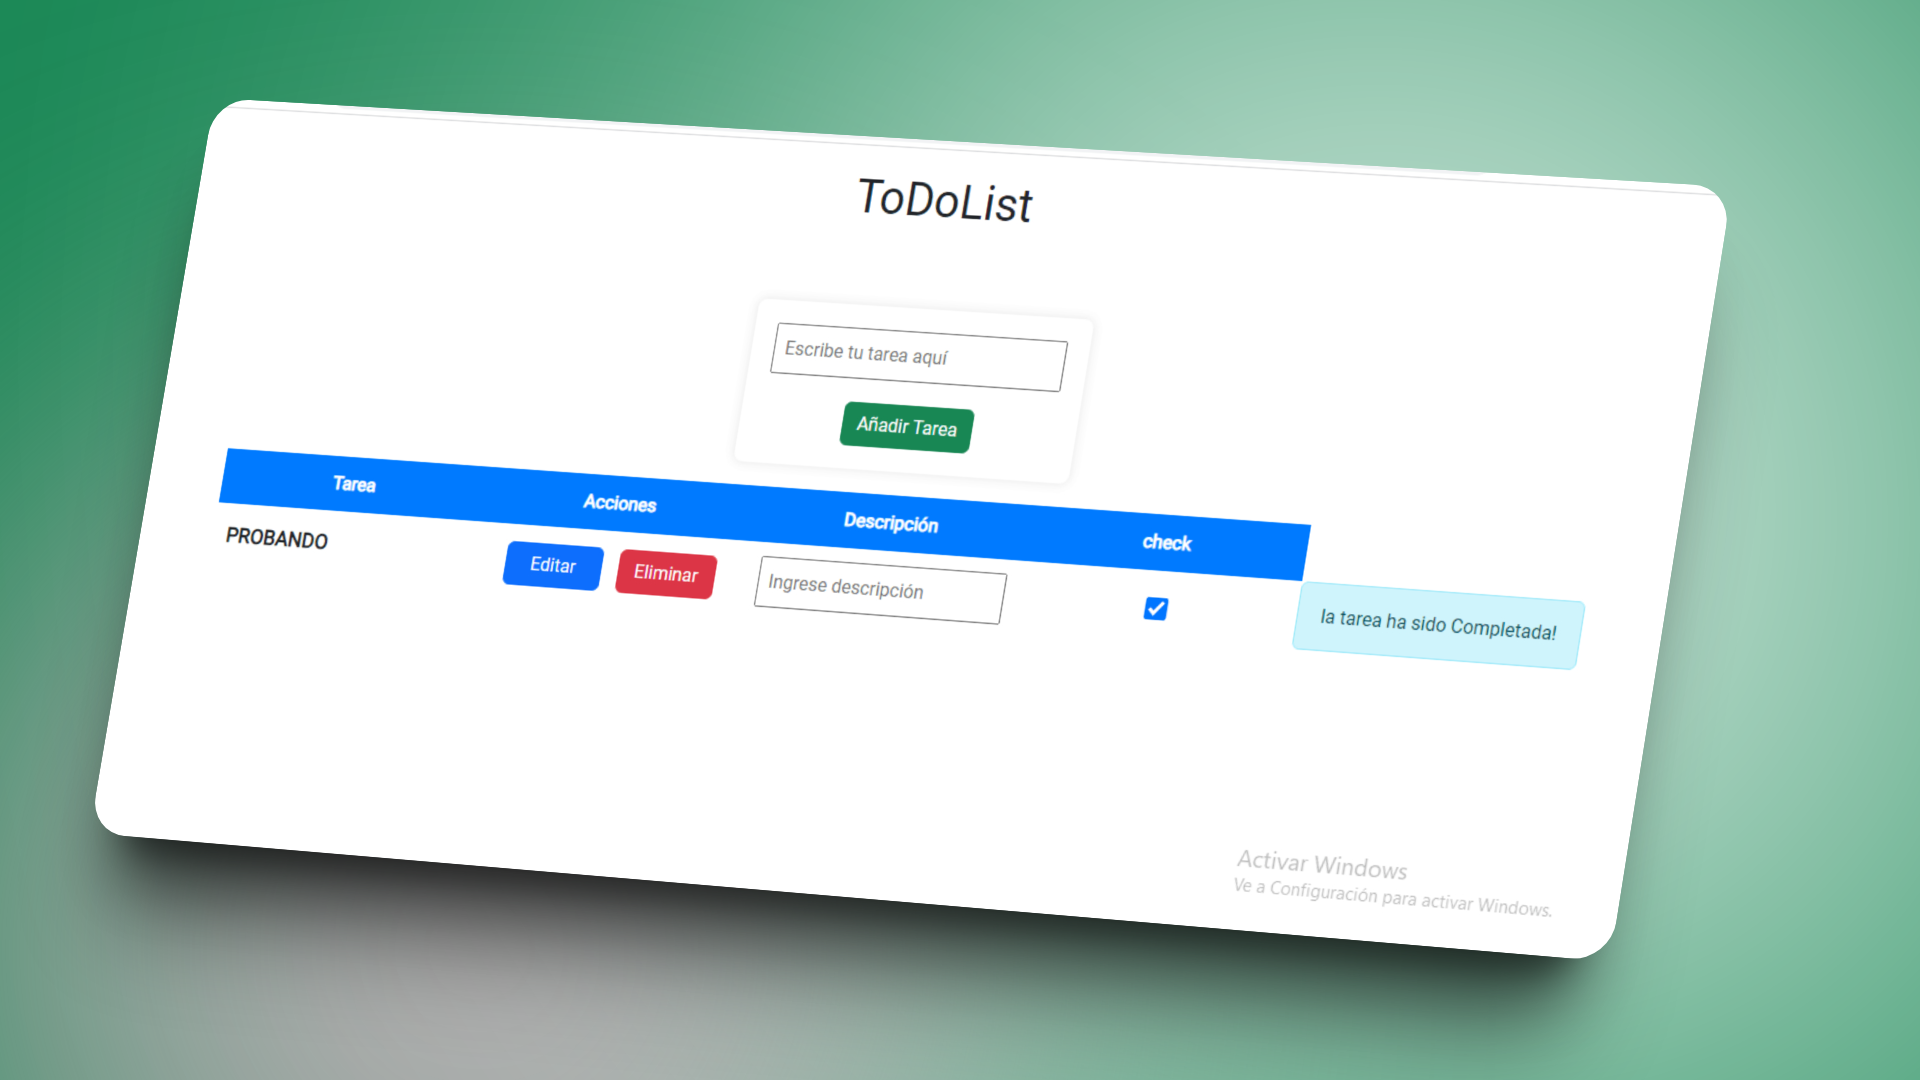 ToDoList
Escribe tu tarea aquí
Añadir Tarea
Tarea Acciones Descripción check
PROBANDO Editar Eliminar Ingrese descripción la tarea ha sido Completada!
Activar Windows
Ve a Configuración para activar Windows.